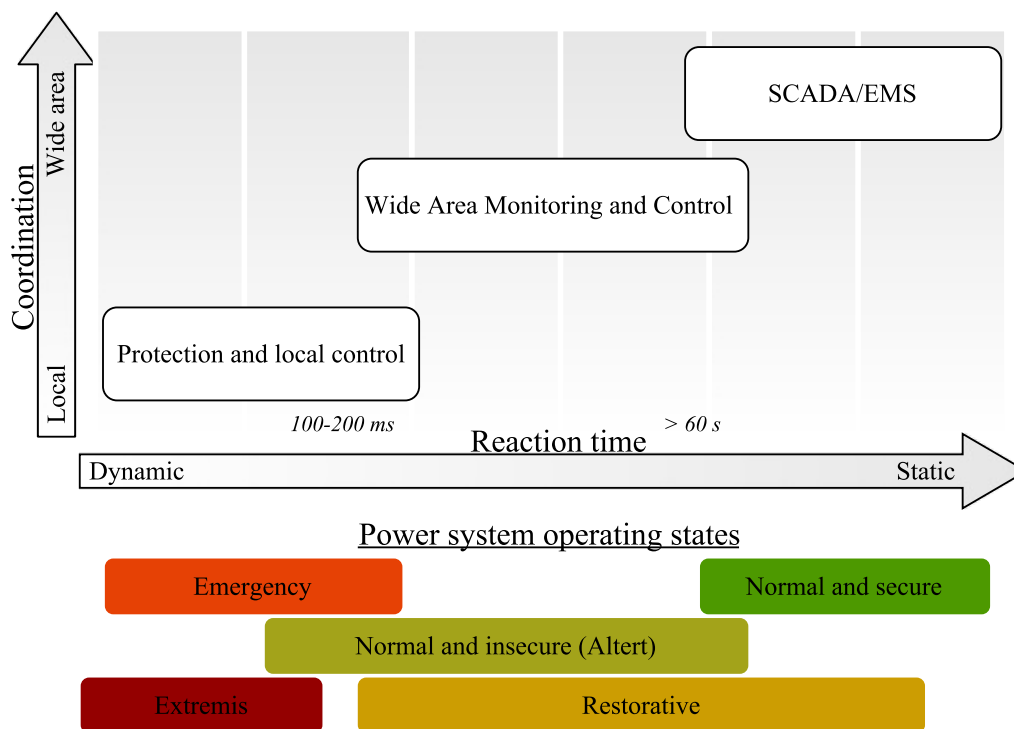 Wide area
SCADA/EMS
Coordination
Wide Area Monitoring and Control
Protection and local control
Local
100-200 ms
> 60 s
Reaction time
Dynamic
Static
Power system operating states
Emergency
Normal and secure
Normal and insecure (Altert)
Extremis
Restorative